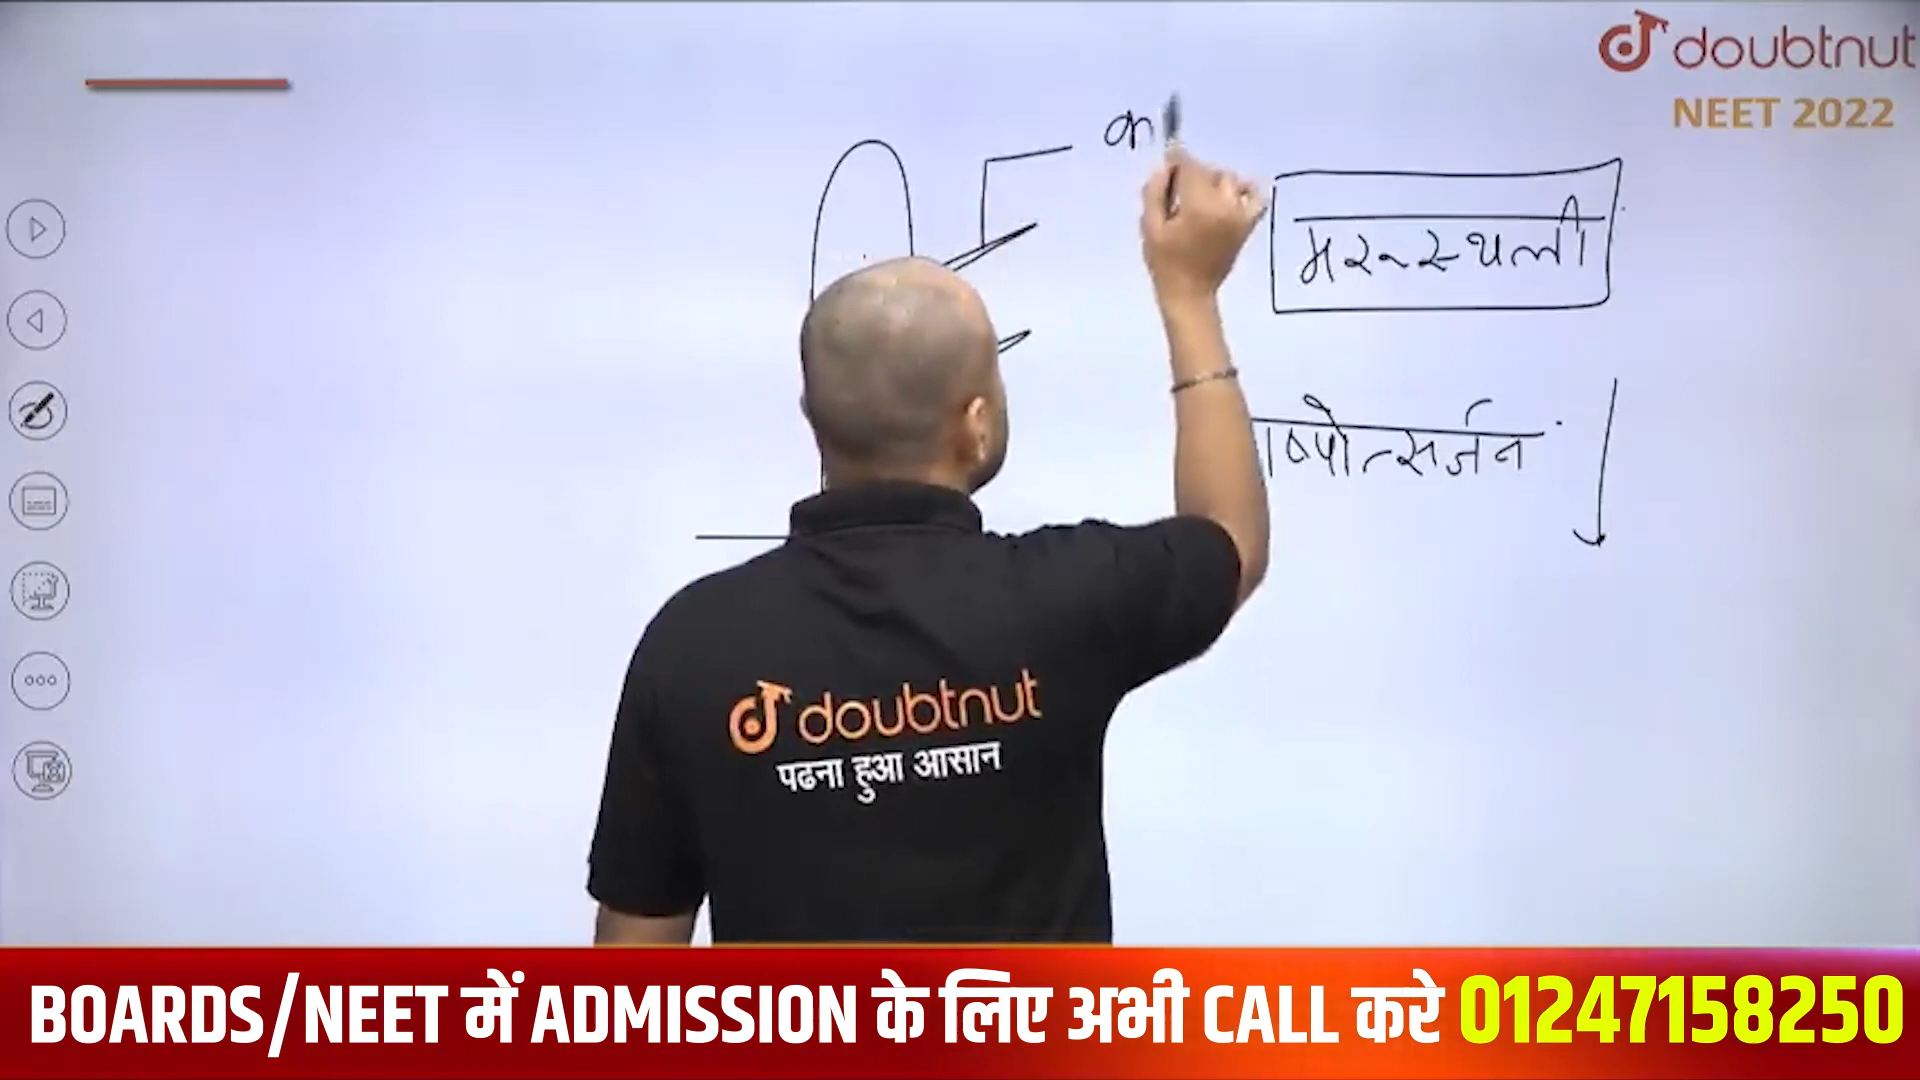 doubtnut
NEET 2022
क
मरूस्थली
ाष्पोत्सर्जन
doubtnut
पढना हुआ आसान
BOARDS/NEET में ADMISSION के लिए अभी CALL करे 01247158250